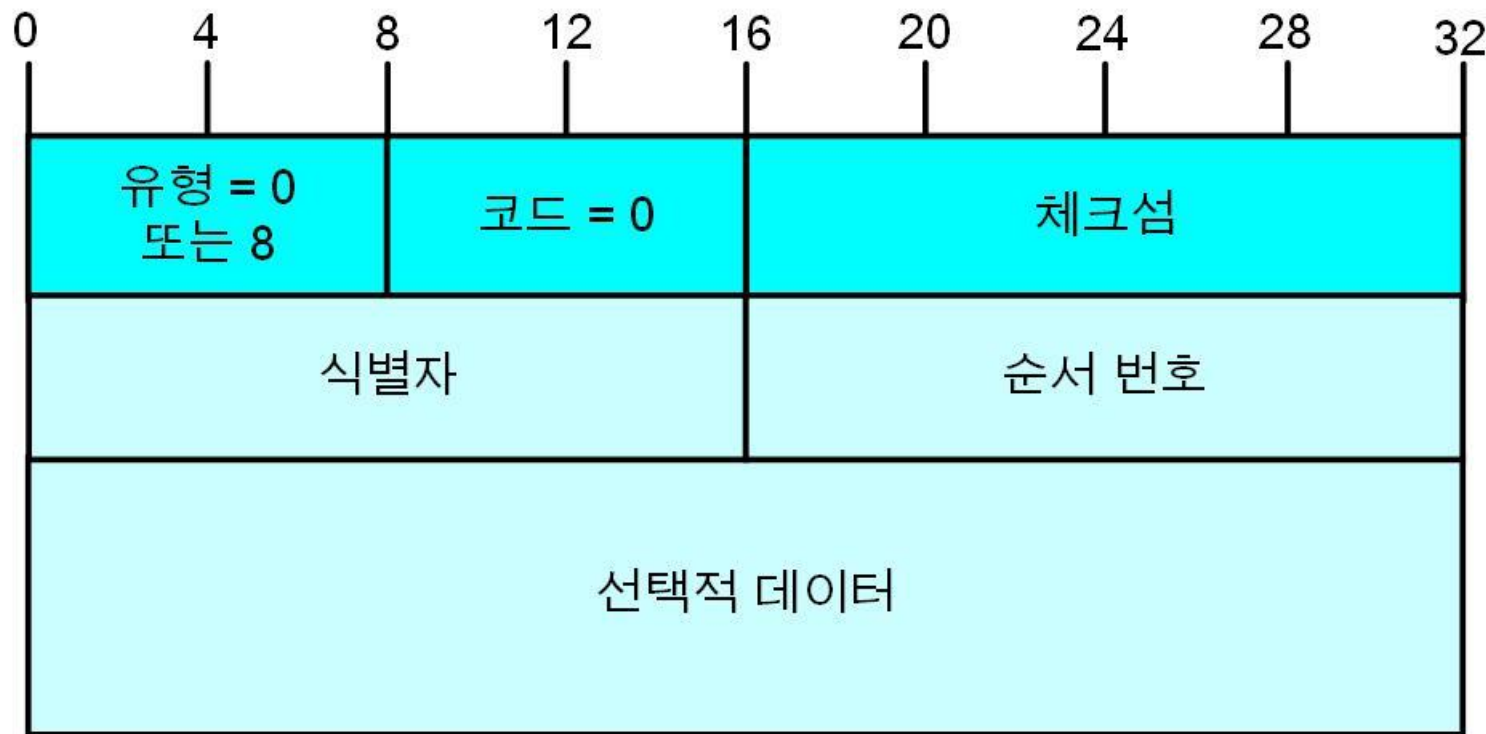 0 4 8 12 16 20 24 28 32
유형 = 0
또는 8
코드 = 0
체크섬
식별자
순서 번호
선택적 데이터